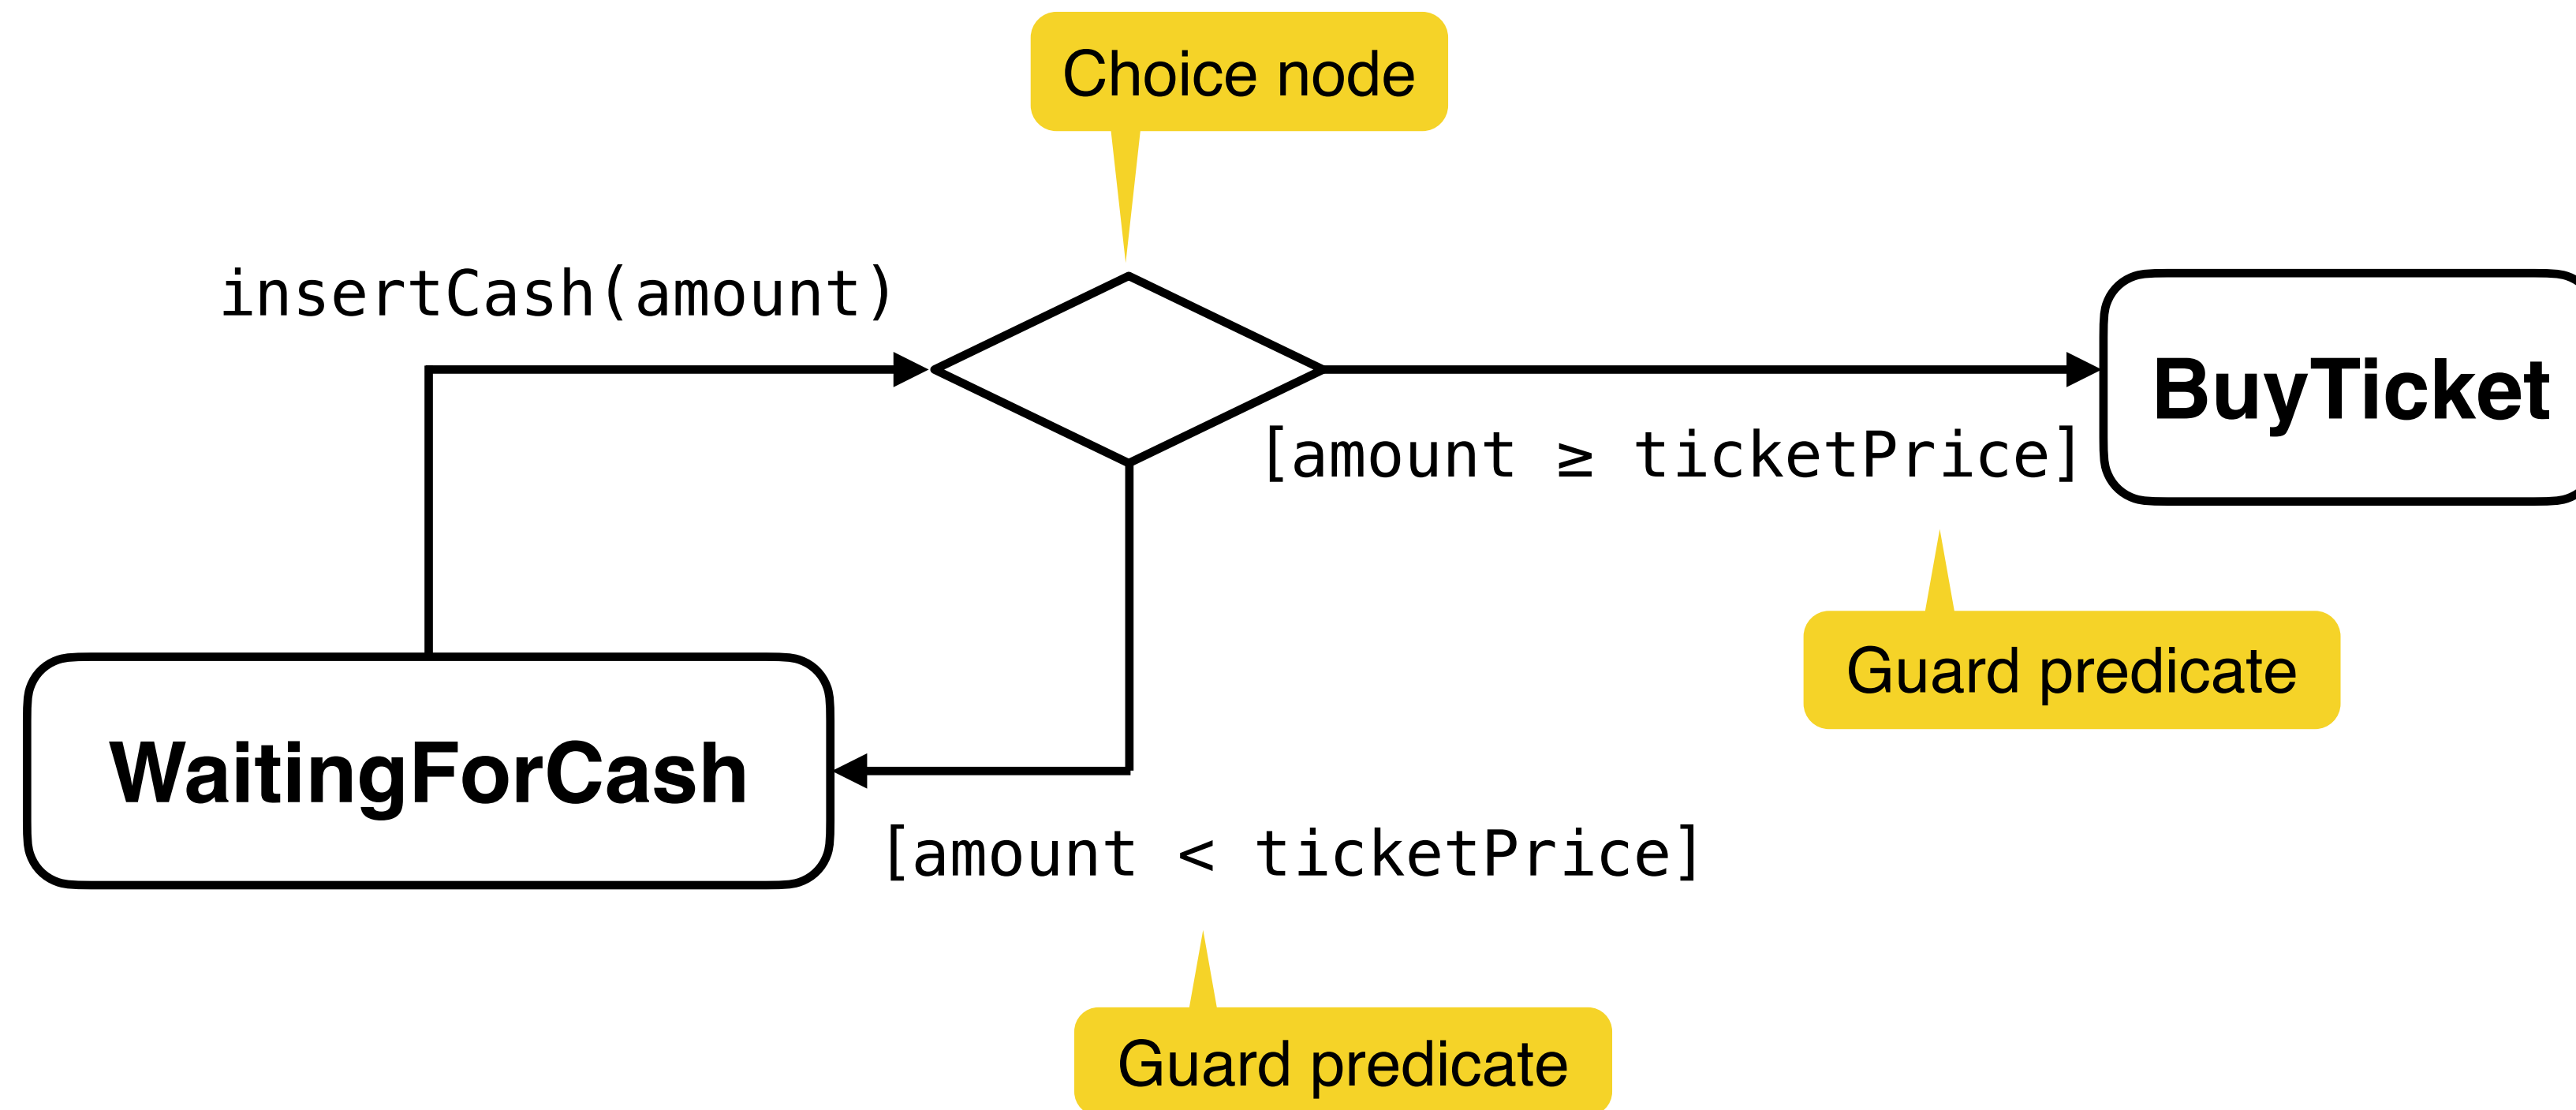 Choice node
insertCash(amount)
BuyTicket
[amount ≥ ticketPrice]
Guard predicate
WaitingForCash
[amount < ticketPrice]
Guard predicate